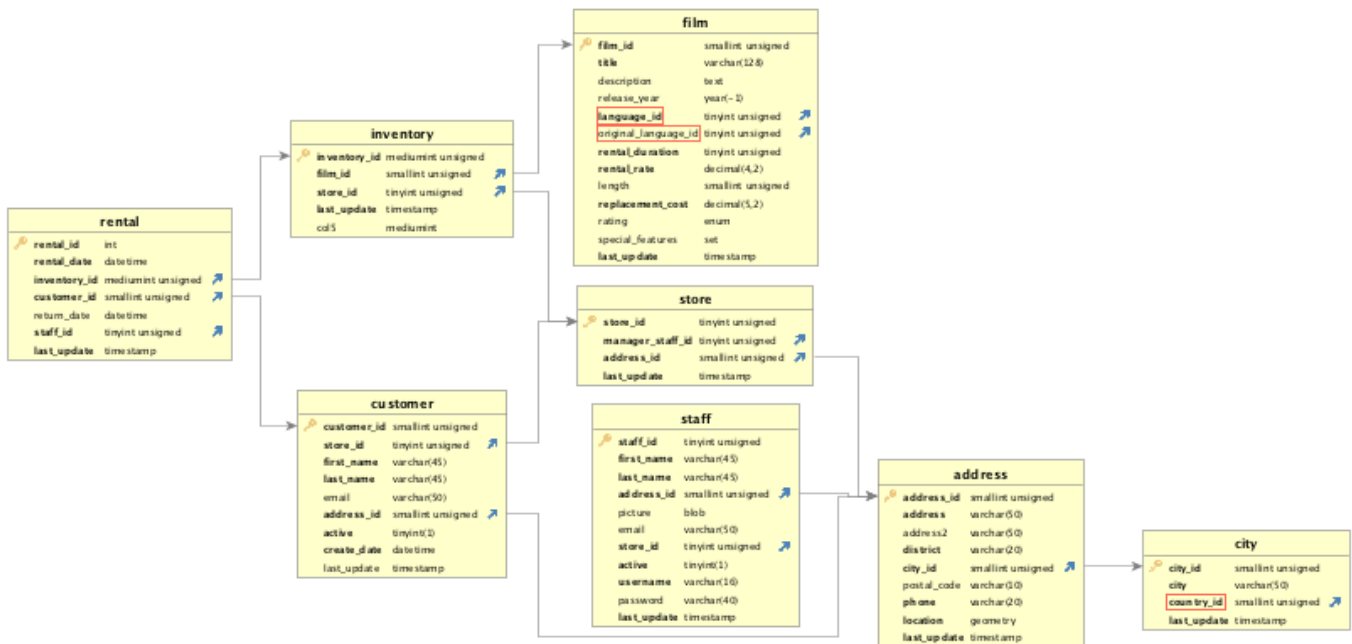 film
film_id smallint unsigned
title varchar(128)
description text
release_year year(-1)
language_id tinyint unsigned
original_language_id tinyint unsigned
rental_duration tinyint unsigned
rental_rate decimal(4,2)
length smallint unsigned
replacement_cost decimal(5,2)
rating enum
special_features set
last_update timestamp
inventory
inventory_id mediumint unsigned
film_id smallint unsigned
store_id tinyint unsigned
last_update timestamp
col5 mediumint
rental
rental_id int
rental_date datetime
inventory_id mediumint unsigned
customer_id smallint unsigned
return_date datetime
staff_id tinyint unsigned
last_update timestamp
store
store_id tinyint unsigned
manager_staff_id tinyint unsigned
address_id smallint unsigned
last_update timestamp
customer
customer_id smallint unsigned
store_id tinyint unsigned
first_name varchar(45)
last_name varchar(45)
email varchar(50)
address_id smallint unsigned
active tinyint(1)
create_date datetime
last_update timestamp
staff
staff_id tinyint unsigned
first_name varchar(45)
last_name varchar(45)
address_id smallint unsigned
picture blob
email varchar(50)
store_id tinyint unsigned
active tinyint(1)
username varchar(16)
password varchar(40)
last_update timestamp
address
address_id smallint unsigned
address varchar(50)
address2 varchar(50)
district varchar(20)
city_id smallint unsigned
postal_code varchar(10)
phone varchar(20)
location geometry
last_update timestamp
city
city_id smallint unsigned
city varchar(50)
country_id smallint unsigned
last_update timestamp